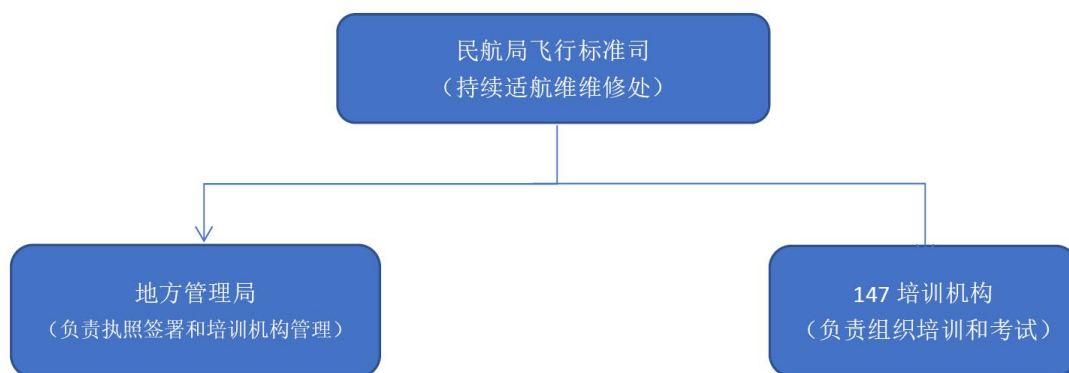 民航局飞行标准司
（持续适航维维修处）
地方管理局
（负责执照签署和培训机构管理）
147 培训机构
（负责组织培训和考试）